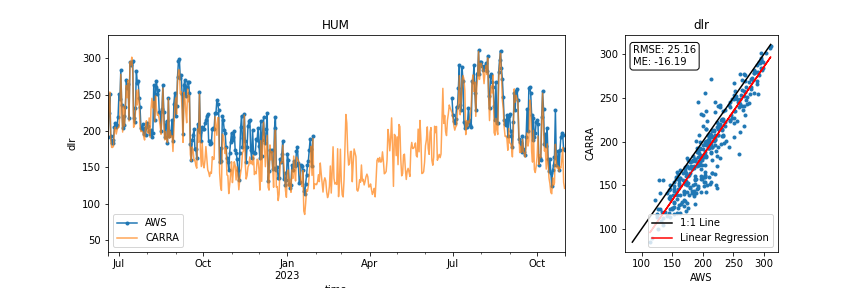 HUM
dlr
300
250
200
150
100
50
AWS
CARRA
Jul
Oct
Jan
2023
Apr
Jul
Oct
time
dlr
RMSE: 25.16
ME: -16.19
CARRA
300
250
200
150
100
1:1 Line
Linear Regression
100
150
200
250
300
AWS